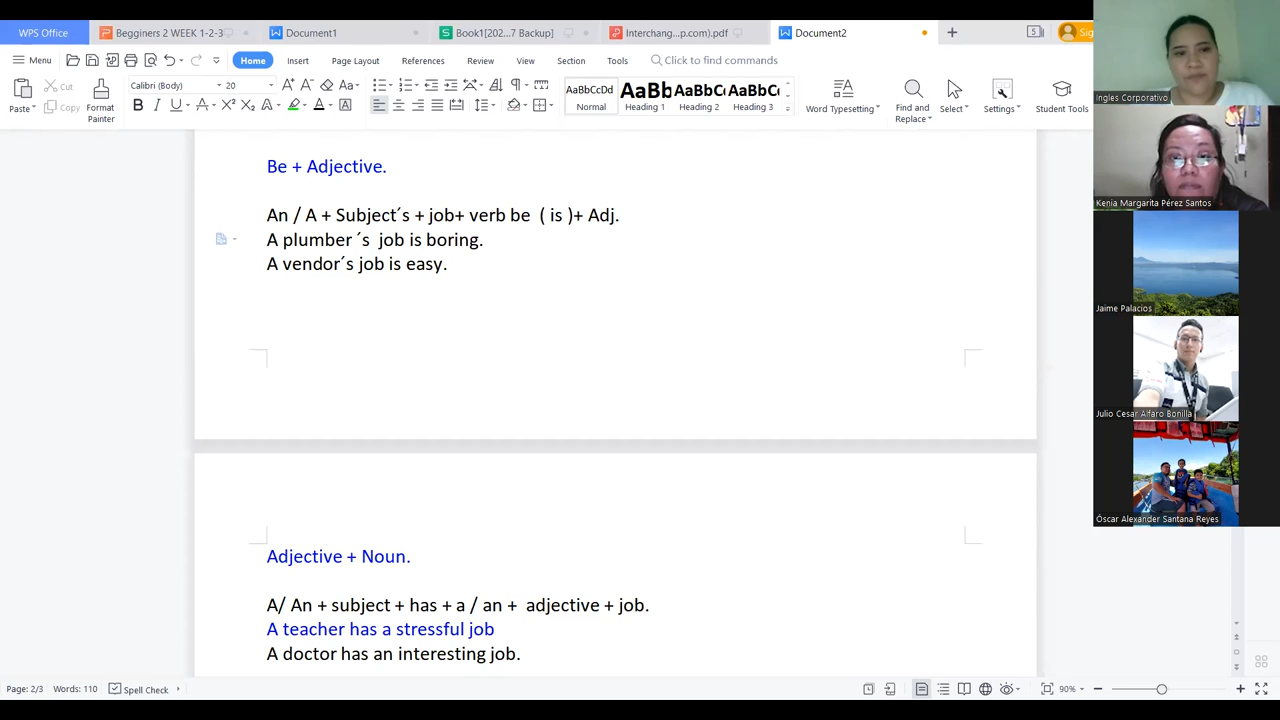 WPS Office
Begginers 2 WEEK 1-2-3
Document1
Book1[202...7 Backup]
Interchang...p.com).pdf
Document2
Sign
Menu
Home
Insert
Page Layout
References
Review
View
Section
Tools
Click to find commands
Paste
Cut
Copy
Format
Painter
Calibri (Body)
20
AaBbCcDd
Normal
AaBb
Heading 1
AaBbC
Heading 2
AaBbC
Heading 3
Word Typesetting
Find and
Replace
Select
Settings
Student Tools
Be + Adjective.
An / A + Subject´s + job+ verb be ( is )+ Adj.
A plumber ´s job is boring.
A vendor´s job is easy.
Adjective + Noun.
A/ An + subject + has + a / an + adjective + job.
A teacher has a stressful job
A doctor has an interesting job.
Page: 2/3
Words: 110
Spell Check
90%
Ingles Corporativo
Kenia Margarita Pérez Santos
Jaime Palacios
Julio Cesar Alfaro Bonilla
Óscar Alexander Santana Reyes